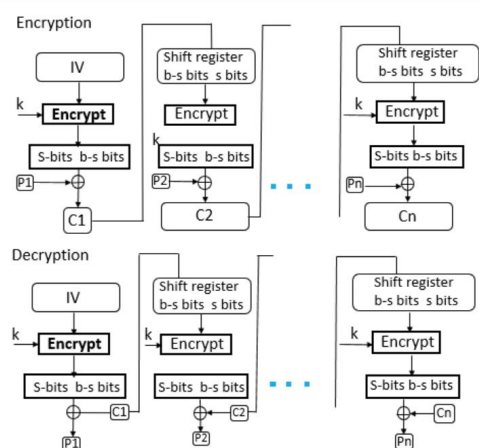 Encryption
IV
k
Encrypt
S-bits b-s bits
P1
C1
Shift register
b-s bits s bits
Encrypt
k
S-bits b-s bits
P2
C2
Shift register
b-s bits s bits
k
Encrypt
S-bits b-s bits
Pn
Cn
Decryption
IV
k
Encrypt
S-bits b-s bits
C1
P1
Shift register
b-s bits s bits
k
Encrypt
S-bits b-s bits
C2
P2
Shift register
b-s bits s bits
k
Encrypt
S-bits b-s bits
Cn
Pn